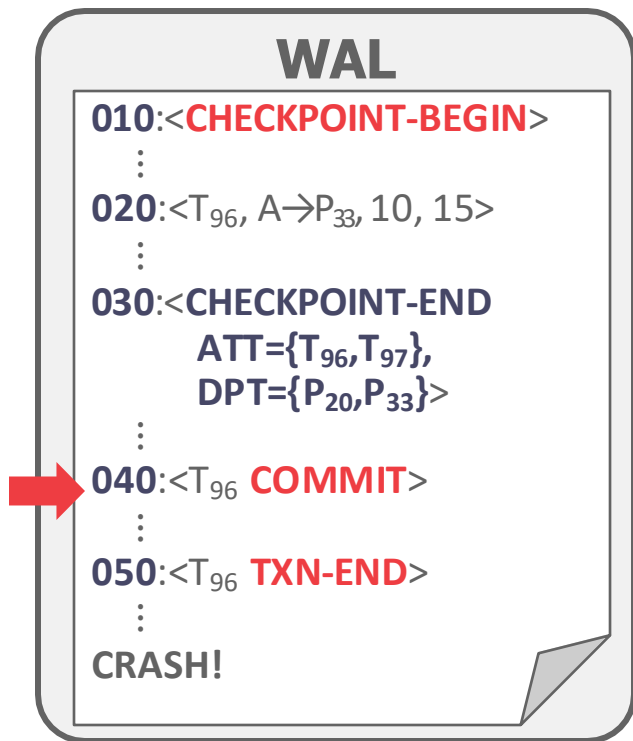 WAL
010:<CHECKPOINT-BEGIN>
⋮
020:<T₉₆, A→P₃₃, 10, 15>
⋮
030:<CHECKPOINT-END
ATT={T₉₆,T₉₇},
DPT={P₂₀,P₃₃}>
⋮
040:<T₉₆ COMMIT>
⋮
050:<T₉₆ TXN-END>
⋮
CRASH!